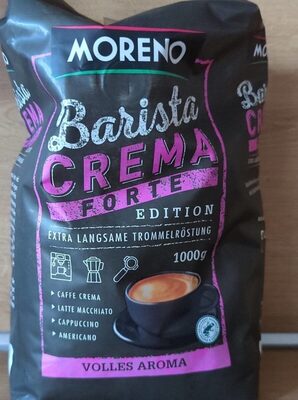 MORENO
Barista
CREMA
FORTE
EDITION
EXTRA LANGSAME TROMMELRÖSTUNG
1000g
• CAFFE CREMA
• LATTE MACCHIATO
• CAPPUCCINO
• AMERICANO
VOLLES AROMA